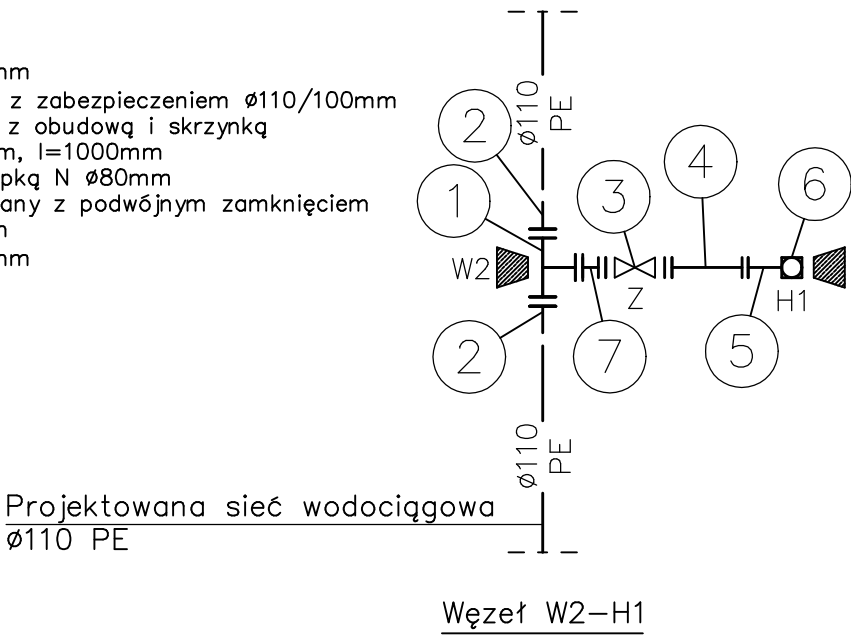 mm
z zabezpieczeniem ø110/100mm
z obudową i skrzynką
m, l=1000mm
pką N ø80mm
any z podwójnym zamknięciem
m
mm
ø110
PE
2
1
3
4
6
W2
Z
H1
2
7
5
ø110
PE
Projektowana sieć wodociągowa
ø110 PE
Węzeł W2–H1